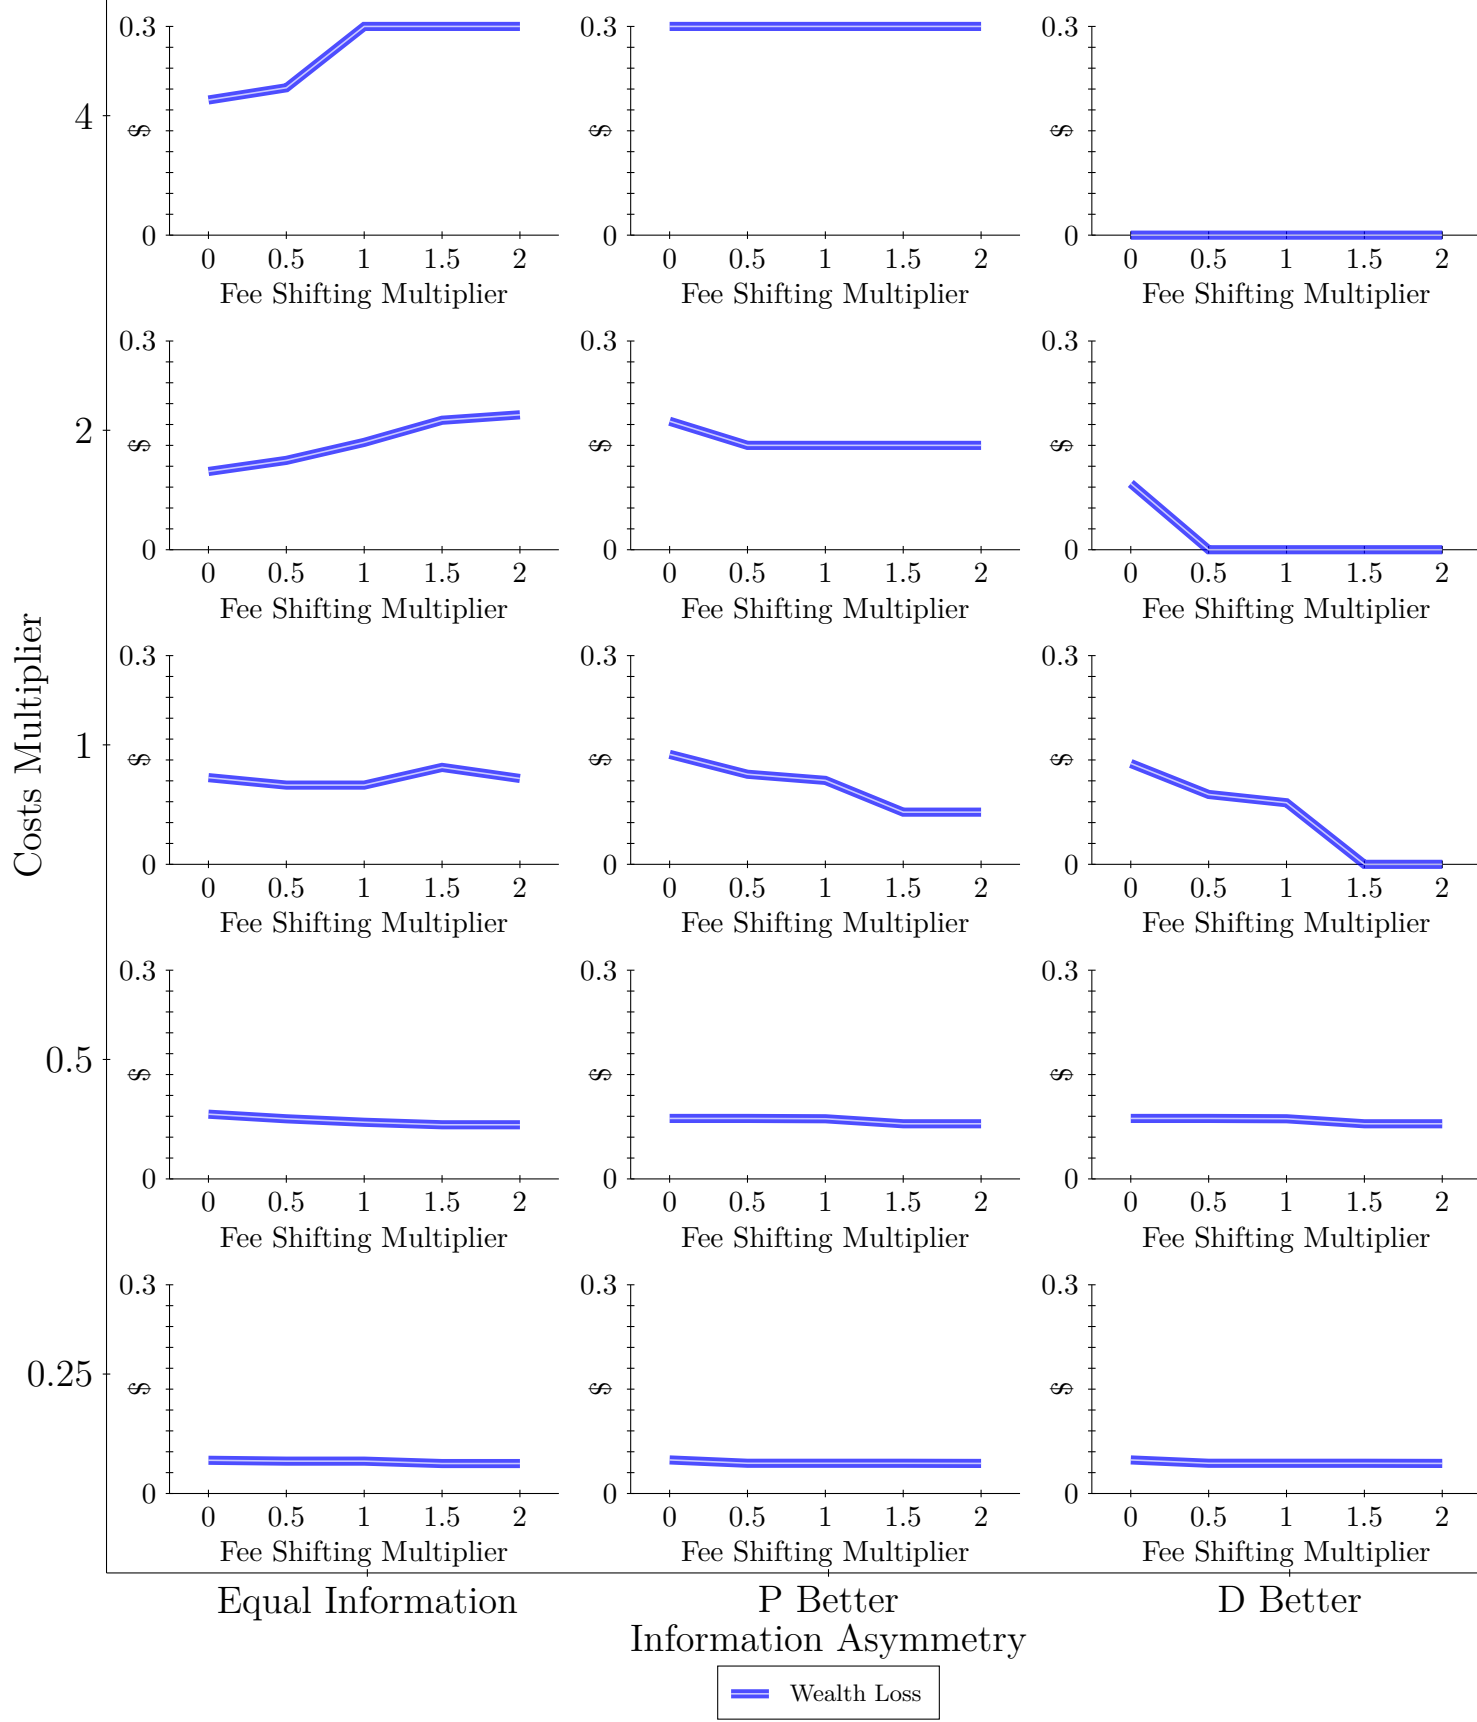 0.3 0.3 0.3
4 $ $ $
0 0 0
0 0.5 1 1.5 2 0 0.5 1 1.5 2 0 0.5 1 1.5 2
Fee Shifting Multiplier Fee Shifting Multiplier Fee Shifting Multiplier
0.3 0.3 0.3
2 $ $ $
0 0 0
0 0.5 1 1.5 2 0 0.5 1 1.5 2 0 0.5 1 1.5 2
Fee Shifting Multiplier Fee Shifting Multiplier Fee Shifting Multiplier
Costs Multiplier
0.3 0.3 0.3
1 $ $ $
0 0 0
0 0.5 1 1.5 2 0 0.5 1 1.5 2 0 0.5 1 1.5 2
Fee Shifting Multiplier Fee Shifting Multiplier Fee Shifting Multiplier
0.3 0.3 0.3
0.5 $ $ $
0 0 0
0 0.5 1 1.5 2 0 0.5 1 1.5 2 0 0.5 1 1.5 2
Fee Shifting Multiplier Fee Shifting Multiplier Fee Shifting Multiplier
0.3 0.3 0.3
0.25 $ $ $
0 0 0
0 0.5 1 1.5 2 0 0.5 1 1.5 2 0 0.5 1 1.5 2
Fee Shifting Multiplier Fee Shifting Multiplier Fee Shifting Multiplier
Equal Information P Better D Better
Information Asymmetry
Wealth Loss